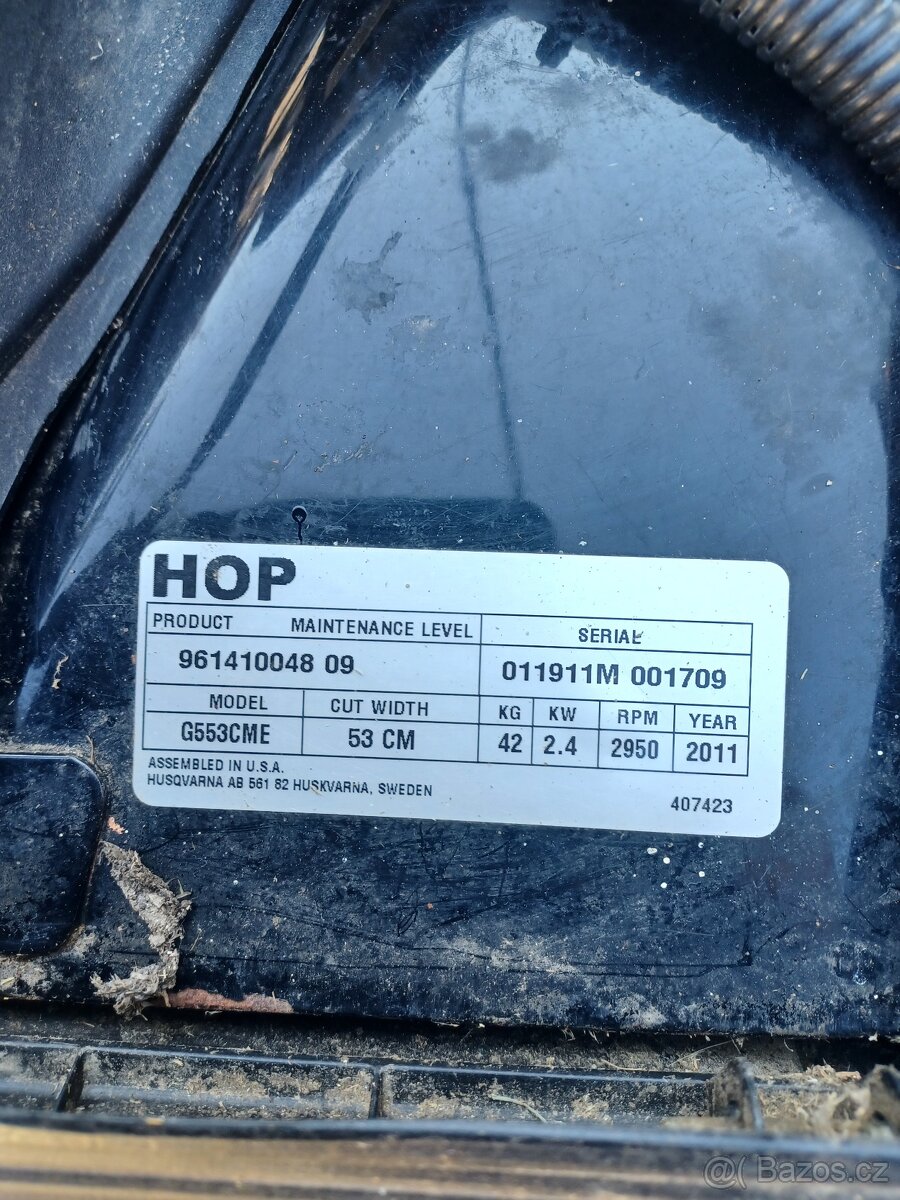 HOP
PRODUCT MAINTENANCE LEVEL SERIAL
961410048 09 011911M 001709
MODEL CUT WIDTH KG KW RPM YEAR
G553CME 53 CM 42 2.4 2950 2011
ASSEMBLED IN U.S.A.
HUSQVARNA AB 561 82 HUSKVARNA, SWEDEN
407423
@( Bazos.cz